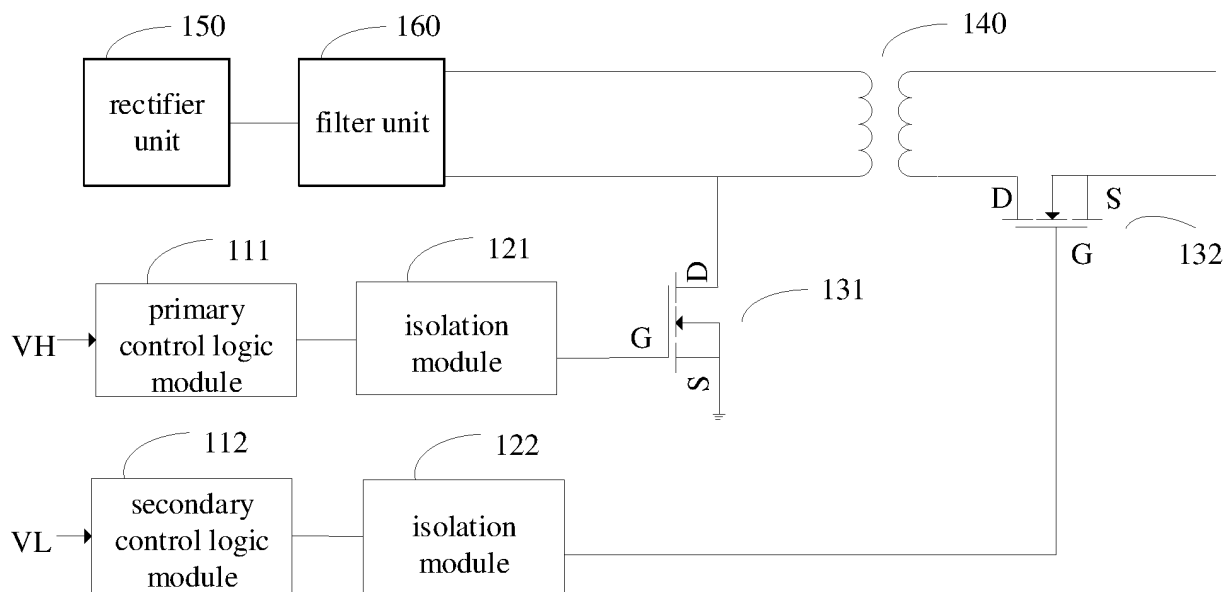 150
160
140
rectifier
unit
filter unit
D
S
G
132
111
121
131
VH
primary
control logic
module
isolation
module
G
D
S
112
122
VL
secondary
control logic
module
isolation
module